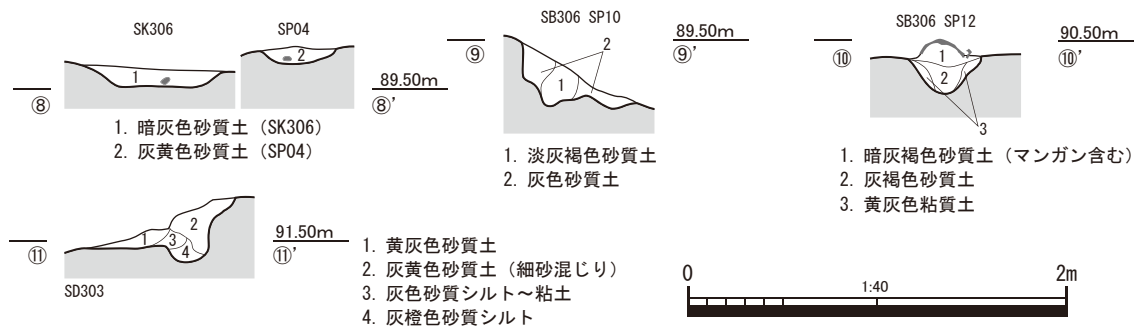 SK306
SP04
1
2
⑧
89.50m
⑧'
1. 暗灰色砂質土（SK306）
2. 灰黄色砂質土（SP04）
SB306 SP10
⑨
2
1
89.50m
⑨'
1. 淡灰褐色砂質土
2. 灰色砂質土
SB306 SP12
⑩
1
2
3
90.50m
⑩'
1. 暗灰褐色砂質土（マンガン含む）
2. 灰褐色砂質土
3. 黄灰色粘質土
⑪
1
2
3
4
91.50m
⑪'
SD303
1. 黄灰色砂質土
2. 灰黄色砂質土（細砂混じり）
3. 灰色砂質シルト～粘土
4. 灰橙色砂質シルト
0
1:40
2m